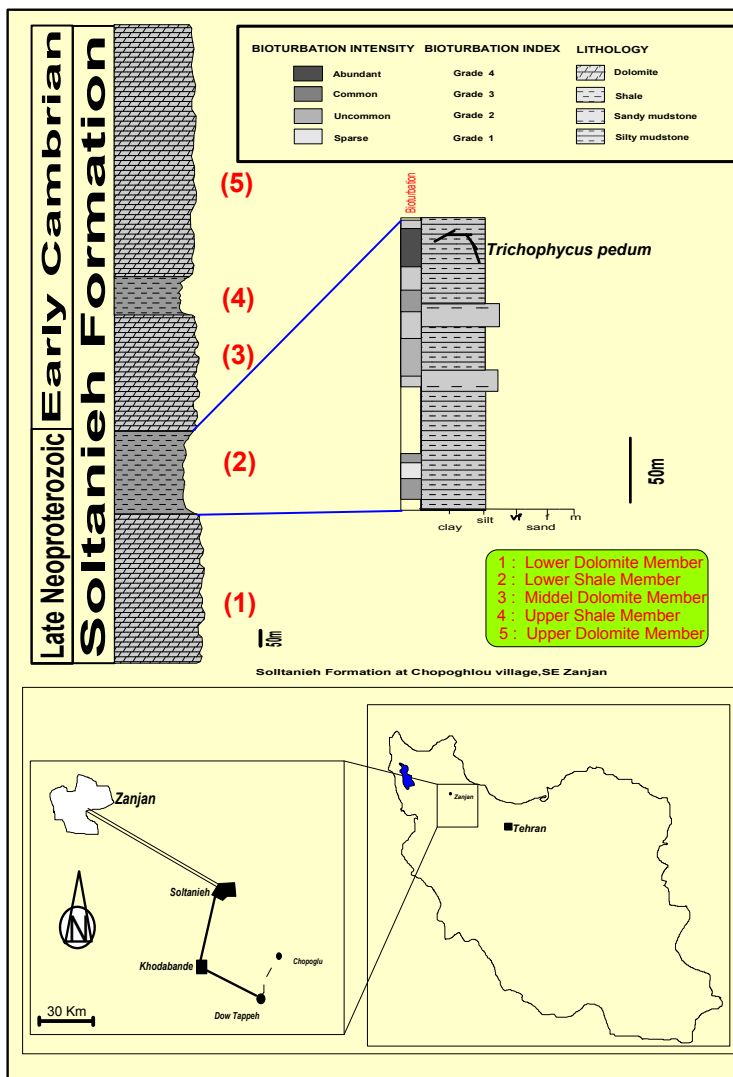 Late Neoproterozoic
Early Cambrian
Soltanieh Formation
BIOTURBATION INTENSITY
Abundant
Common
Uncommon
Sparse
BIOTURBATION INDEX
Grade 4
Grade 3
Grade 2
Grade 1
LITHOLOGY
Dolomite
Shale
Sandy mudstone
Silty mudstone
(5)
(4)
(3)
(2)
(1)
50m
Bioturbation
Trichophycus pedum
50m
clay
silt
vf
f
m
sand
1 : Lower Dolomite Member
2 : Lower Shale Member
3 : Middel Dolomite Member
4 : Upper Shale Member
5 : Upper Dolomite Member
Solltanieh Formation at Chopoghlou village,SE Zanjan
Zanjan
Soltanieh
Khodabande
Chopoglu
Dow Tappeh
N
30 Km
Zanjan
Tehran